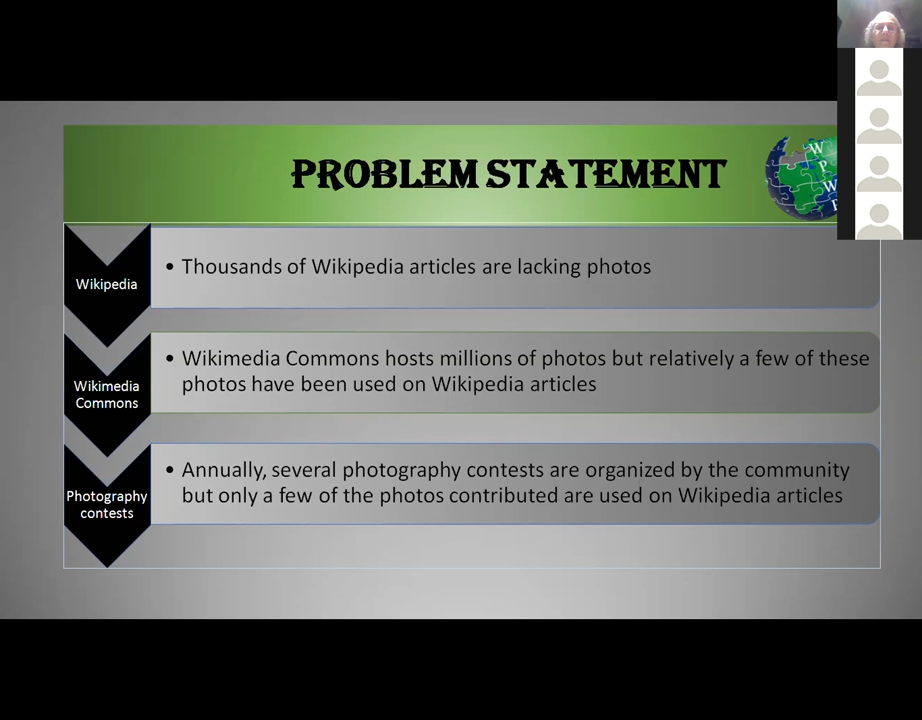 PROBLEM STATEMENT
W
P
W
P
Wikipedia
• Thousands of Wikipedia articles are lacking photos
Wikimedia
Commons
• Wikimedia Commons hosts millions of photos but relatively a few of these
photos have been used on Wikipedia articles
Photography
contests
• Annually, several photography contests are organized by the community
but only a few of the photos contributed are used on Wikipedia articles